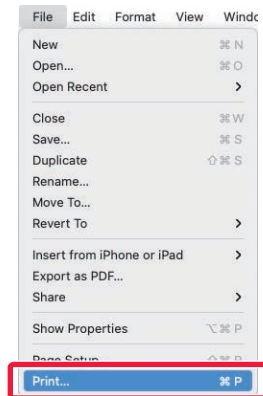 File Edit Format View Windo
New ⌘ N
Open... ⌘ O
Open Recent >
Close ⌘ W
Save... ⌘ S
Duplicate ⇧ ⌘ S
Rename...
Move To...
Revert To >
Insert from iPhone or iPad >
Export as PDF...
Share >
Show Properties ⌥ ⌘ P
Page Setup... ⇧ ⌘ P
Print... ⌘ P